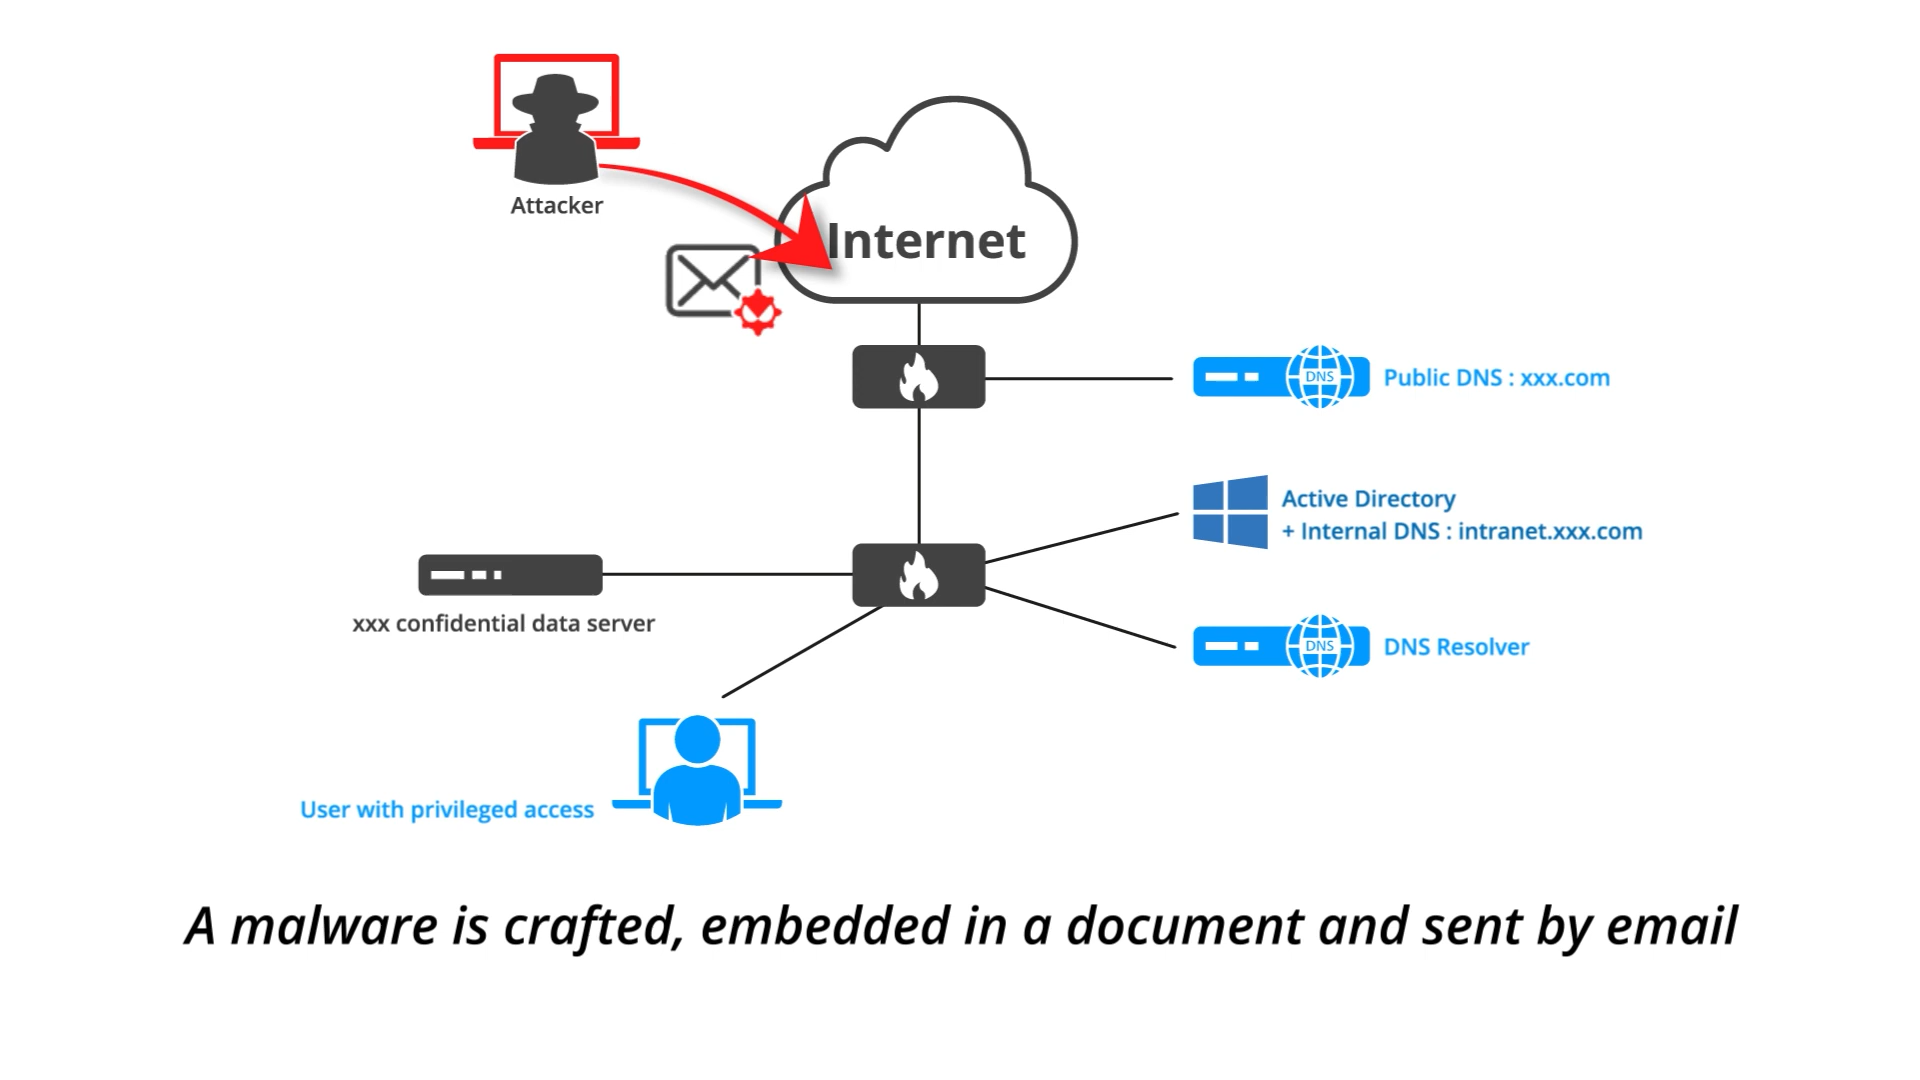 Attacker
Internet
DNS
Public DNS : xxx.com
Active Directory
+ Internal DNS : intranet.xxx.com
xxx confidential data server
DNS
DNS Resolver
User with privileged access
A malware is crafted, embedded in a document and sent by email